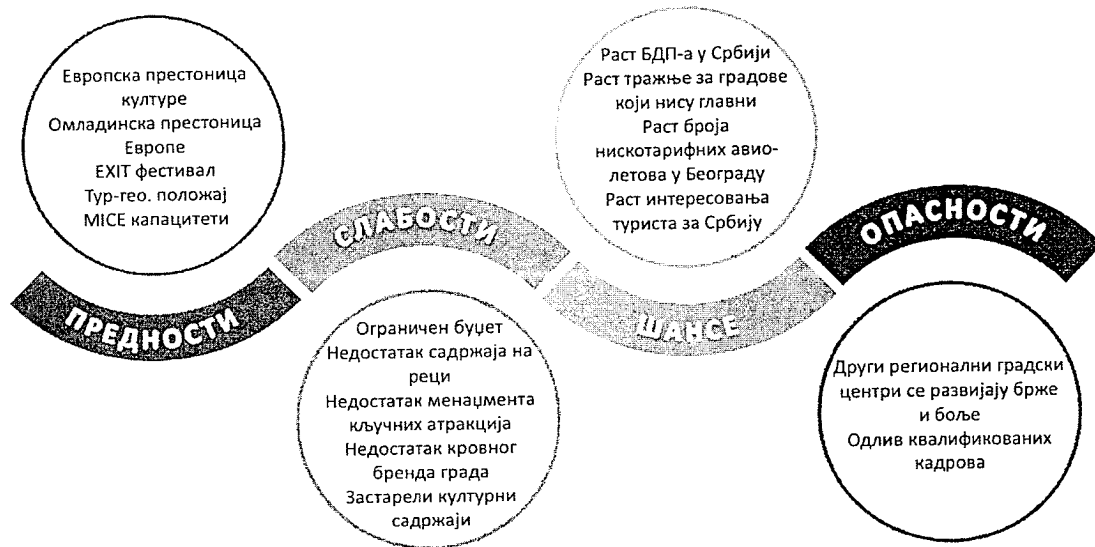 Европска престоница
културе
Омладинска престоница
Европе
EXIT фестивал
Тур-гео. положај
MICE капацитети
ПРЕДНОСТИ
СЛАБОСТИ
Ограничен буџет
Недостатак садржаја на
реци
Недостатак менаџмента
кључних атракција
Недостатак кровног
бренда града
Застарели културни
садржаји
Раст БДП-а у Србији
Раст тражње за градове
који нису главни
Раст броја
нискотарифних авио-
летова у Београду
Раст интересовања
туриста за Србију
ШАНСЕ
ОПАСНОСТИ
Други регионални градски
центри се развијају брже
и боље
Одлив квалификованих
кадрова